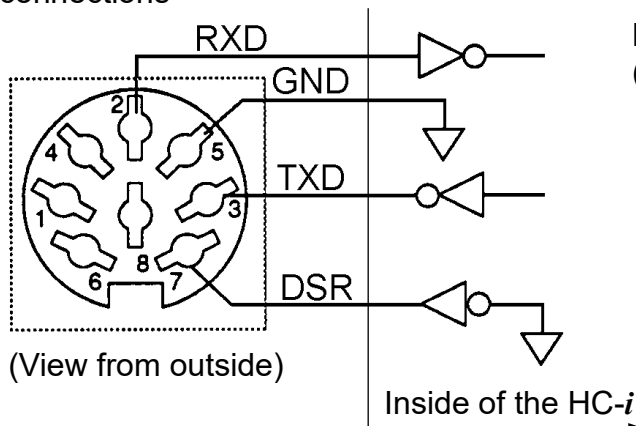 RXD
GND
TXD
DSR
2
4
5
1
3
6
8
7
(View from outside)
Inside of the HC-i